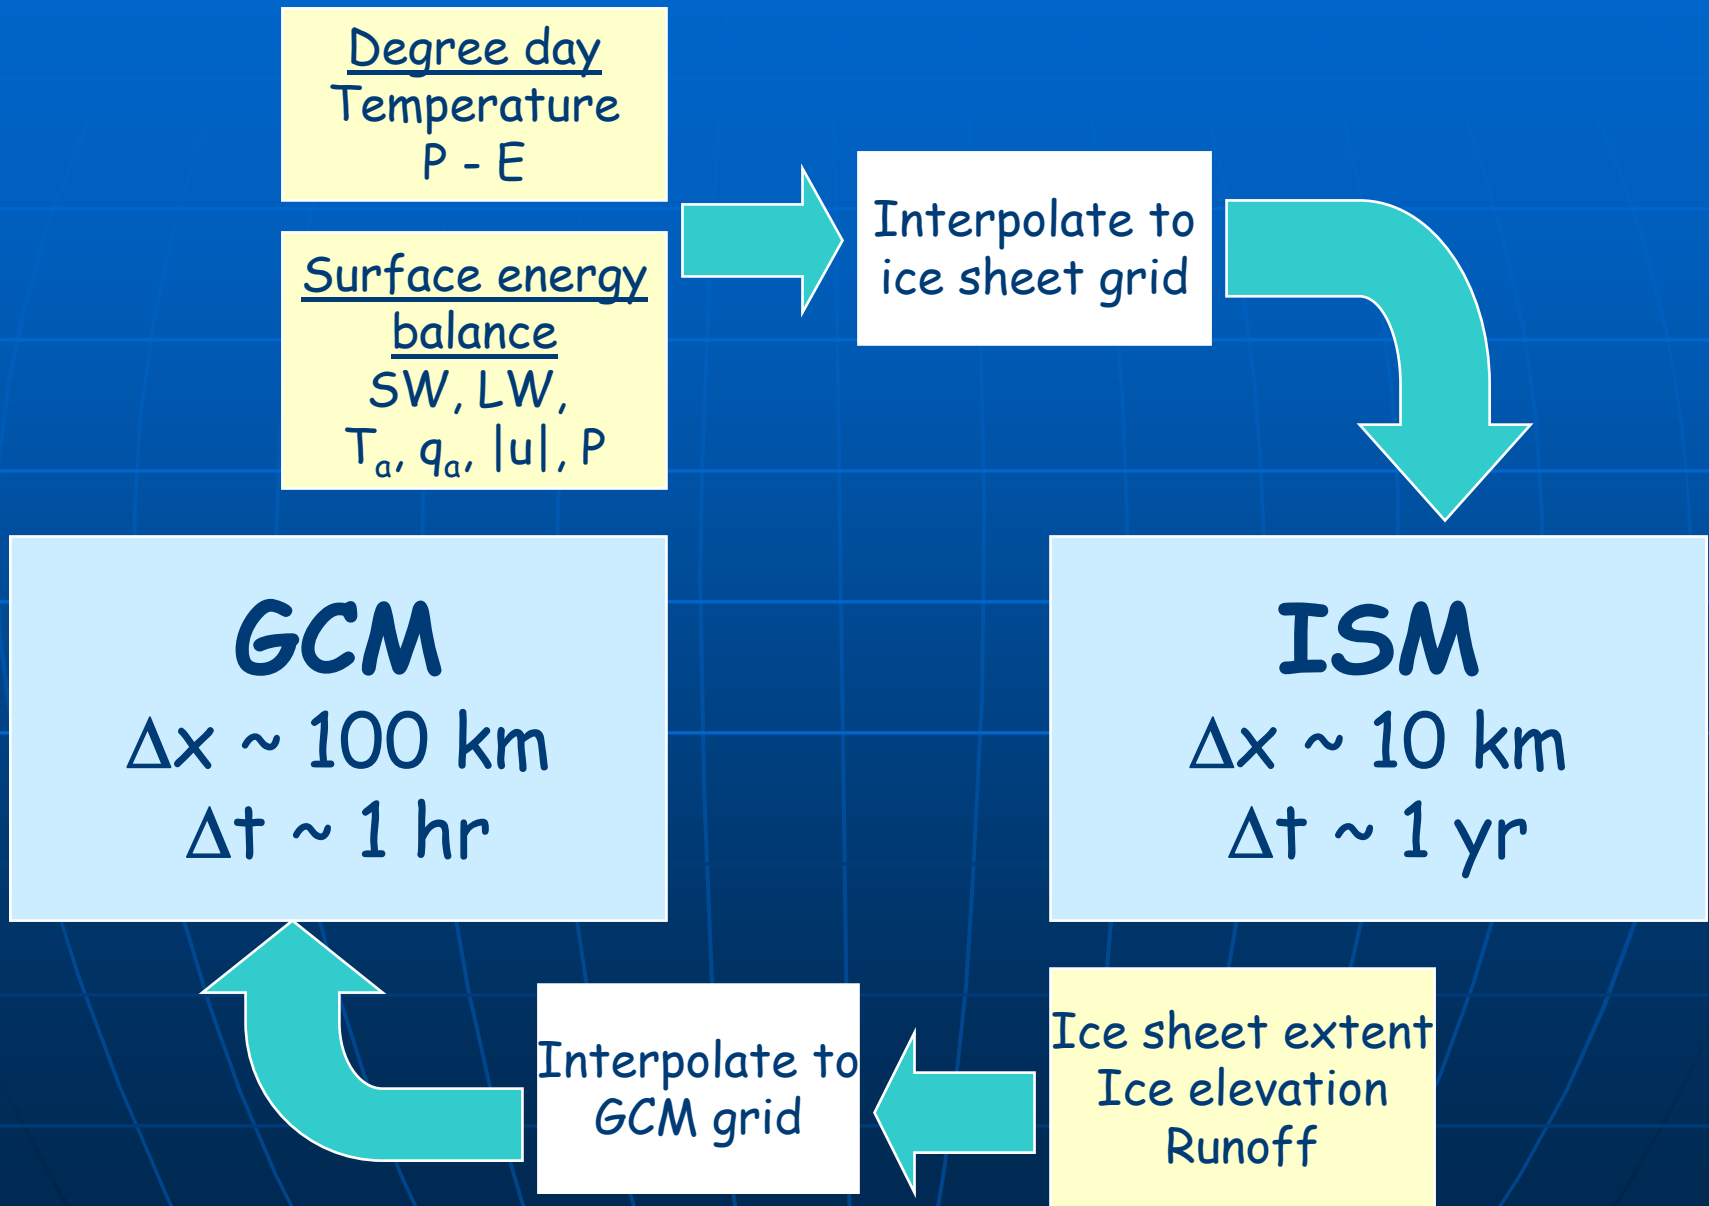 Degree day
Temperature
P - E
Surface energy
balance
SW, LW,
Tₐ, qₐ, |u|, P
Interpolate to
ice sheet grid
GCM
Δx ~ 100 km
Δt ~ 1 hr
ISM
Δx ~ 10 km
Δt ~ 1 yr
Interpolate to
GCM grid
Ice sheet extent
Ice elevation
Runoff